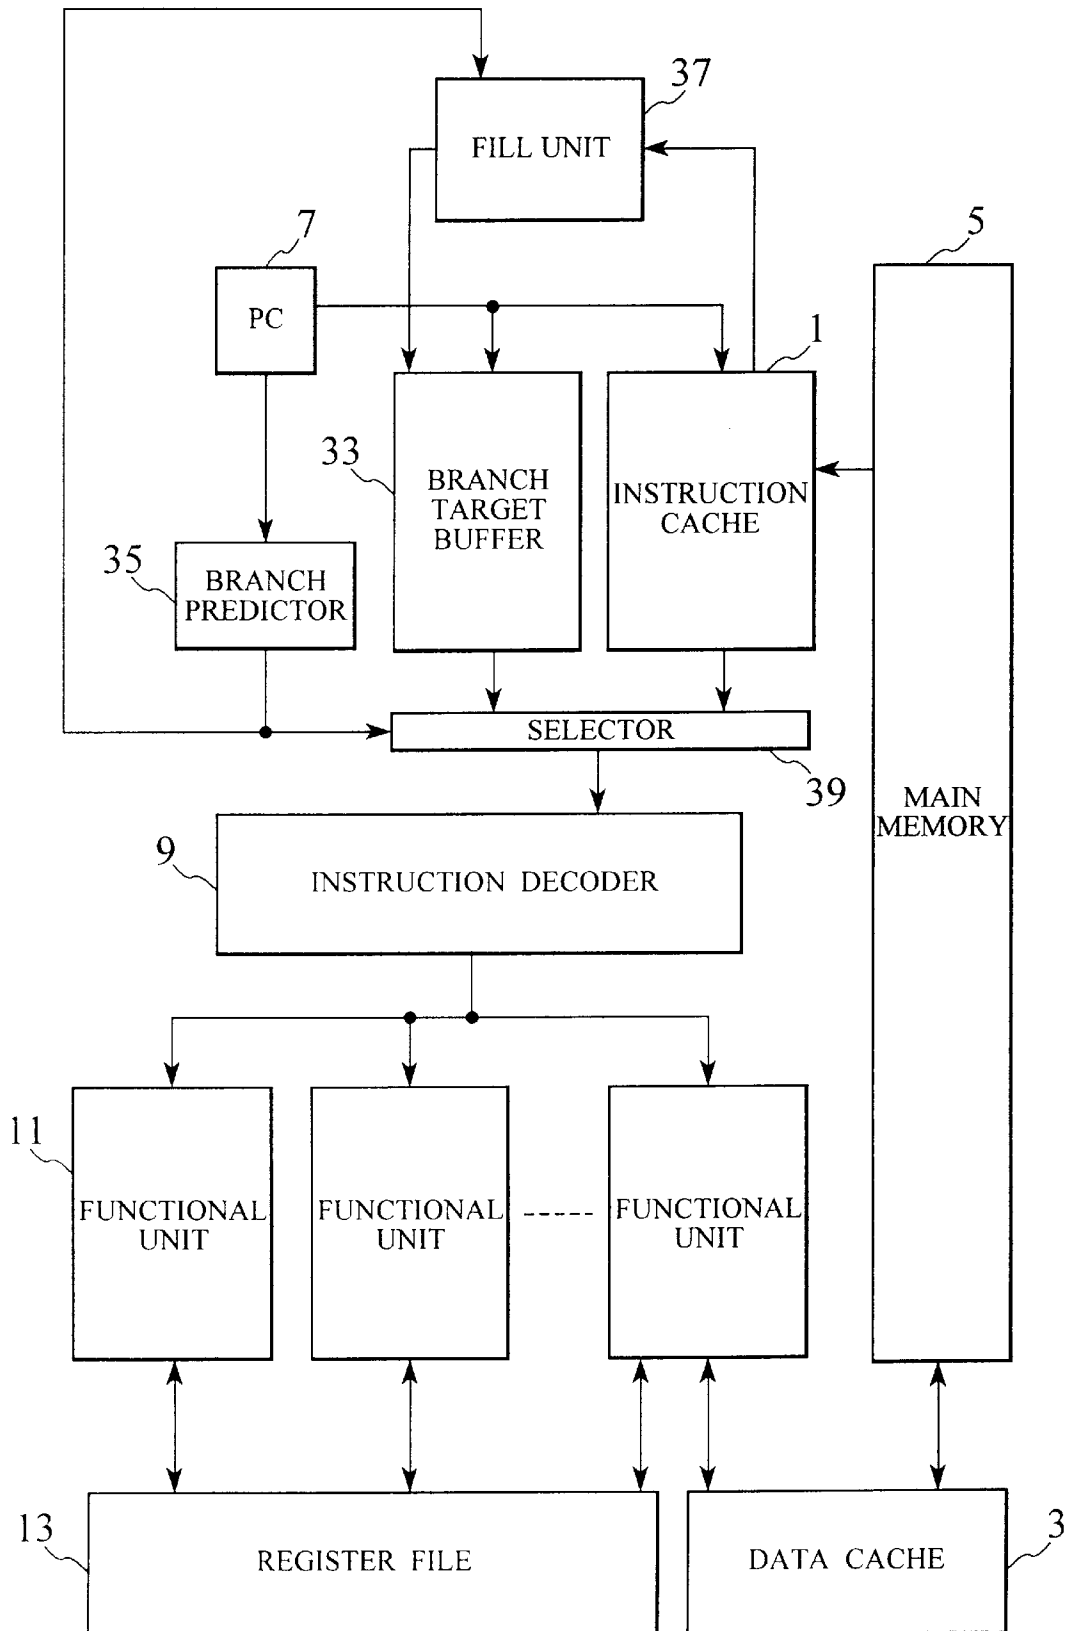 37
FILL UNIT
7
PC
5
1
33
BRANCH
TARGET
BUFFER
INSTRUCTION
CACHE
35
BRANCH
PREDICTOR
SELECTOR
39
MAIN
MEMORY
9
INSTRUCTION DECODER
11
FUNCTIONAL
UNIT
FUNCTIONAL
UNIT
FUNCTIONAL
UNIT
13
REGISTER FILE
DATA CACHE
3